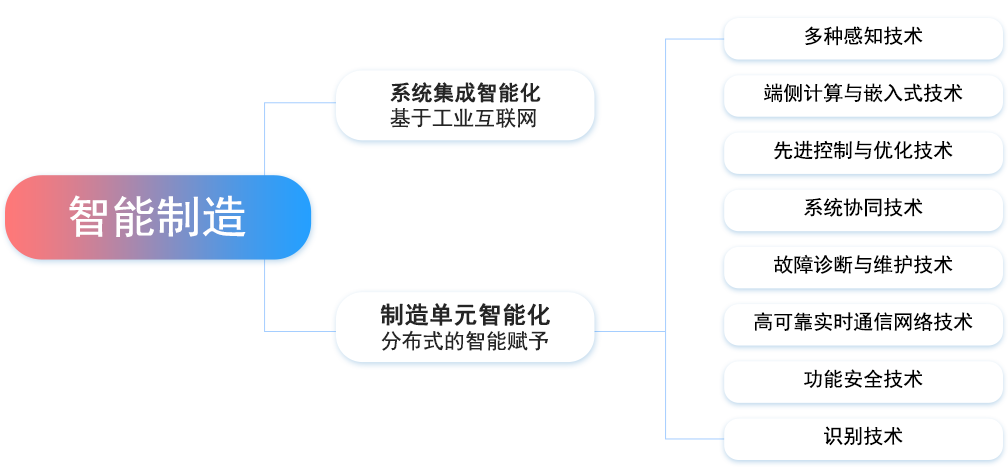 智能制造
系统集成智能化
基于工业互联网
制造单元智能化
分布式的智能赋予
多种感知技术
端侧计算与嵌入式技术
先进控制与优化技术
系统协同技术
故障诊断与维护技术
高可靠实时通信网络技术
功能安全技术
识别技术